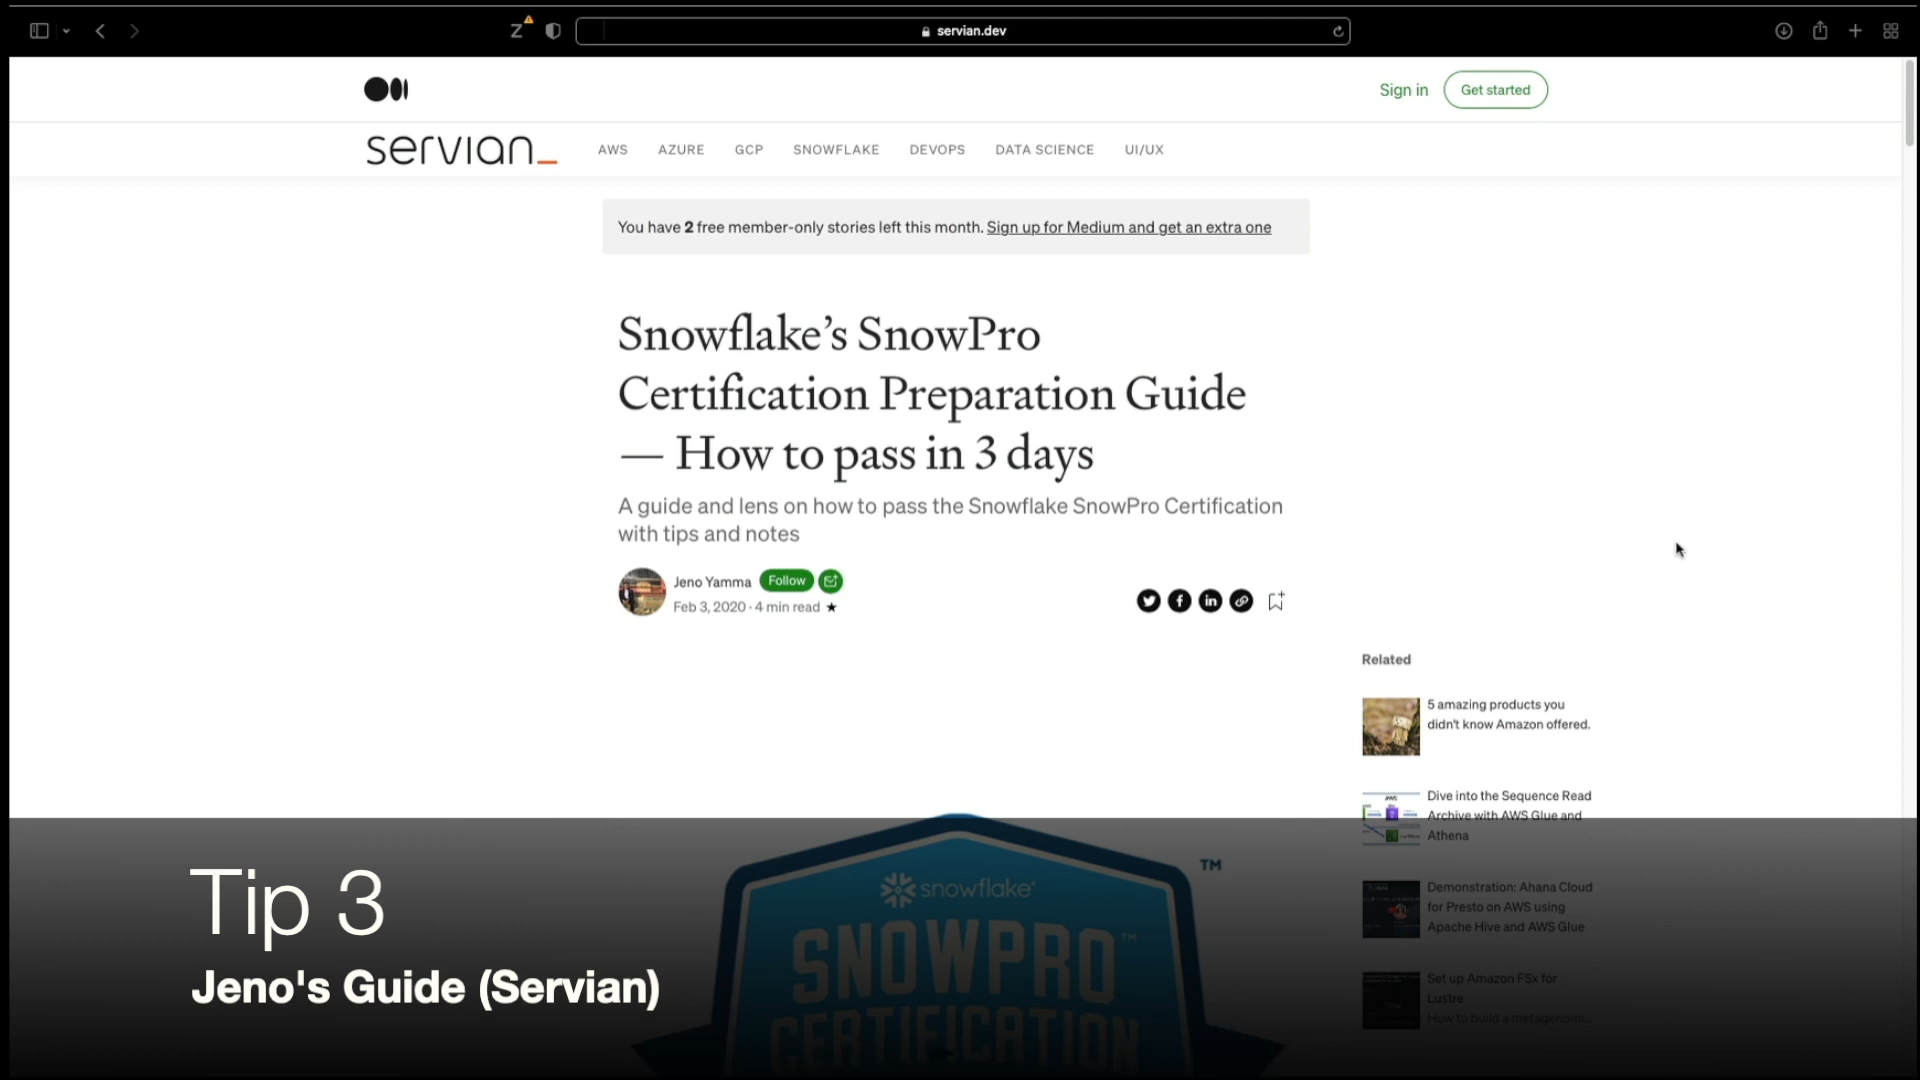 servian.dev
Sign in
Get started
servian_
AWS
AZURE
GCP
SNOWFLAKE
DEVOPS
DATA SCIENCE
UI/UX
You have 2 free member-only stories left this month. Sign up for Medium and get an extra one
Snowflake’s SnowPro
Certification Preparation Guide
— How to pass in 3 days
A guide and lens on how to pass the Snowflake SnowPro Certification
with tips and notes
Jeno Yamma
Follow
Feb 3, 2020 · 4 min read ★
Related
5 amazing products you
didn't know Amazon offered.
Dive into the Sequence Read
Archive with AWS Glue and
Athena
Demonstration: Ahana Cloud
for Presto on AWS using
Apache Hive and AWS Glue
Set up Amazon FSx for
Lustre
How to build a metagenomi...
snowflake®
SNOWPRO™
CERTIFICATION
TM
Tip 3
Jeno's Guide (Servian)